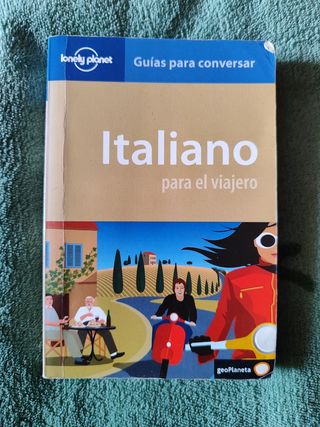 lonely planet
Guías para conversar
Italiano
para el viajero
geoPlaneta